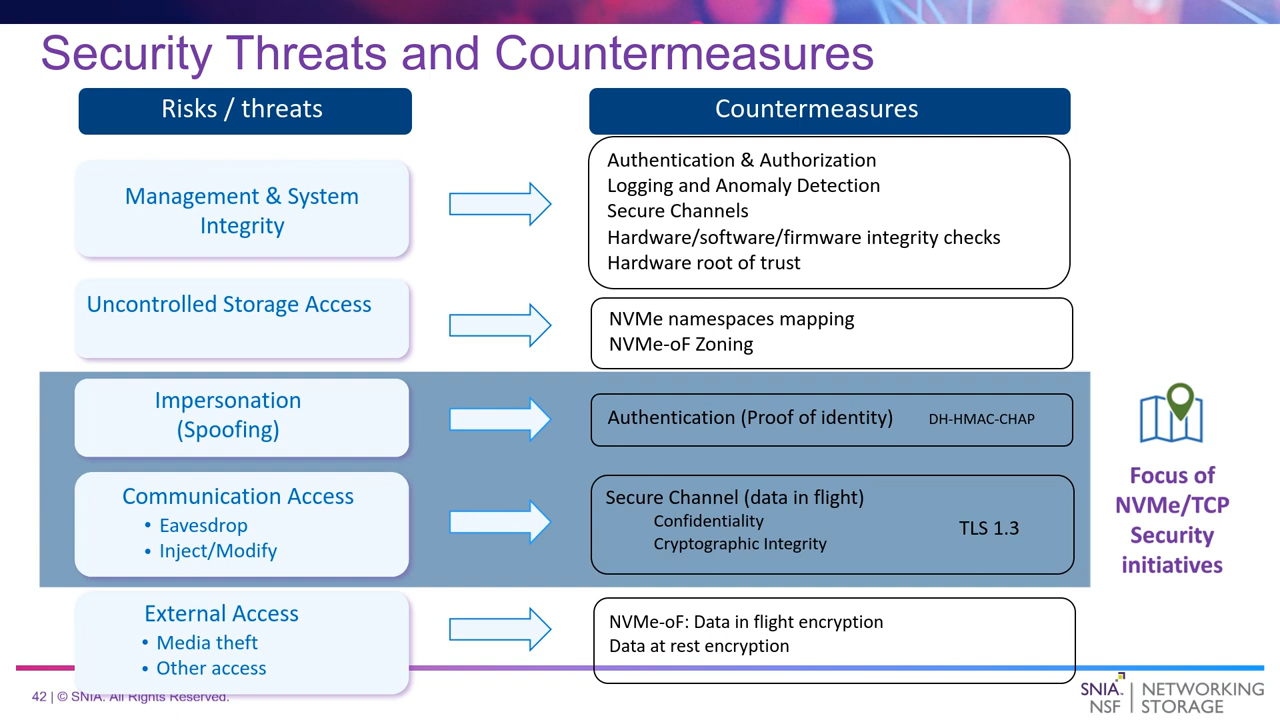 Security Threats and Countermeasures
Risks / threats
Countermeasures
Management & System
Integrity
Authentication & Authorization
Logging and Anomaly Detection
Secure Channels
Hardware/software/firmware integrity checks
Hardware root of trust
Uncontrolled Storage Access
NVMe namespaces mapping
NVMe-oF Zoning
Impersonation
(Spoofing)
Authentication (Proof of identity) DH-HMAC-CHAP
Communication Access
• Eavesdrop
• Inject/Modify
Secure Channel (data in flight)
Confidentiality
Cryptographic Integrity
TLS 1.3
Focus of
NVMe/TCP
Security
initiatives
External Access
• Media theft
• Other access
NVMe-oF: Data in flight encryption
Data at rest encryption
42 | © SNIA. All Rights Reserved.
SNIA. | NETWORKING
NSF | STORAGE